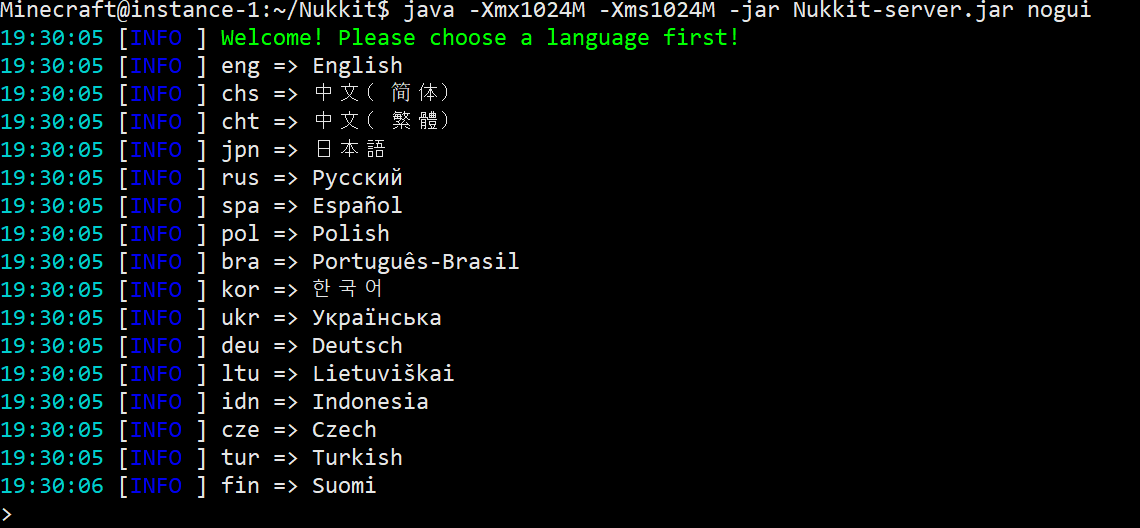 Minecraft@instance-1:~/Nukkit$ java -Xmx1024M -Xms1024M -jar Nukkit-server.jar nogui
19:30:05 [INFO ] Welcome! Please choose a language first!
19:30:05 [INFO ] eng => English
19:30:05 [INFO ] chs => 中文（简体）
19:30:05 [INFO ] cht => 中文（繁體）
19:30:05 [INFO ] jpn => 日本語
19:30:05 [INFO ] rus => Русский
19:30:05 [INFO ] spa => Español
19:30:05 [INFO ] pol => Polish
19:30:05 [INFO ] bra => Português-Brasil
19:30:05 [INFO ] kor => 한국어
19:30:05 [INFO ] ukr => Українська
19:30:05 [INFO ] deu => Deutsch
19:30:05 [INFO ] ltu => Lietuviškai
19:30:05 [INFO ] idn => Indonesia
19:30:05 [INFO ] cze => Czech
19:30:05 [INFO ] tur => Turkish
19:30:06 [INFO ] fin => Suomi
>